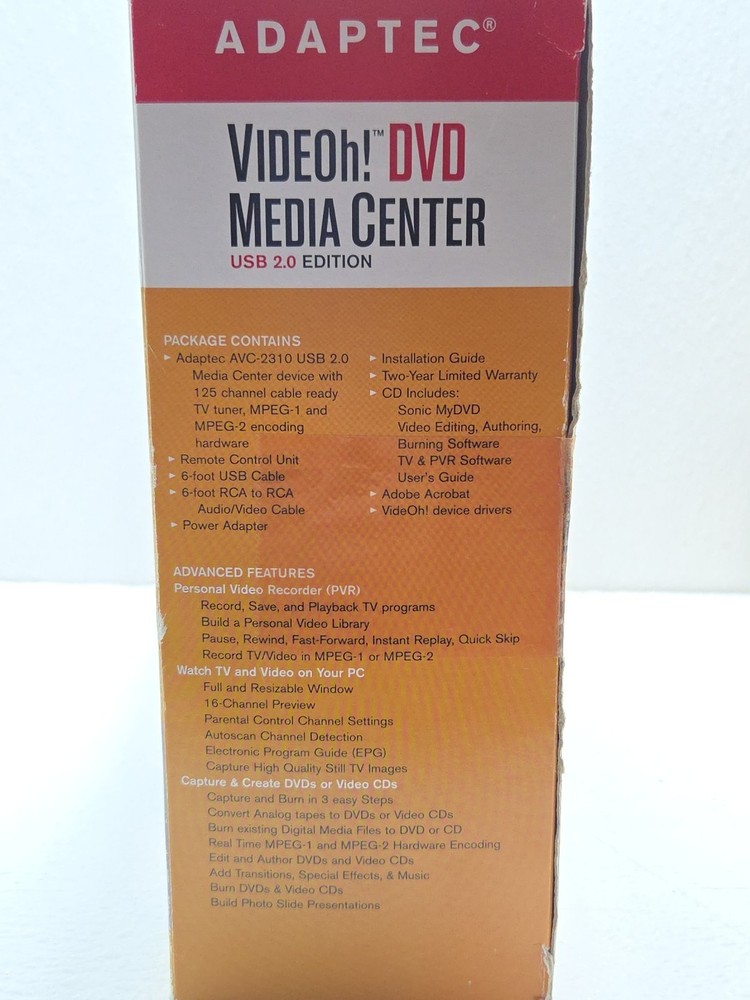 ADAPTEC®
VIDEOh!™ DVD
MEDIA CENTER
USB 2.0 EDITION
PACKAGE CONTAINS
► Adaptec AVC-2310 USB 2.0
Media Center device with
125 channel cable ready
TV tuner, MPEG-1 and
MPEG-2 encoding
hardware
► Remote Control Unit
► 6-foot USB Cable
► 6-foot RCA to RCA
Audio/Video Cable
► Power Adapter
► Installation Guide
► Two-Year Limited Warranty
► CD Includes:
Sonic MyDVD
Video Editing, Authoring,
Burning Software
TV & PVR Software
User's Guide
► Adobe Acrobat
► VideOh! device drivers
ADVANCED FEATURES
Personal Video Recorder (PVR)
Record, Save, and Playback TV programs
Build a Personal Video Library
Pause, Rewind, Fast-Forward, Instant Replay, Quick Skip
Record TV/Video in MPEG-1 or MPEG-2
Watch TV and Video on Your PC
Full and Resizable Window
16-Channel Preview
Parental Control Channel Settings
Autoscan Channel Detection
Electronic Program Guide (EPG)
Capture High Quality Still TV Images
Capture & Create DVDs or Video CDs
Capture and Burn in 3 easy Steps
Convert Analog tapes to DVDs or Video CDs
Burn existing Digital Media Files to DVD or CD
Real Time MPEG-1 and MPEG-2 Hardware Encoding
Edit and Author DVDs and Video CDs
Add Transitions, Special Effects, & Music
Burn DVDs & Video CDs
Build Photo Slide Presentations